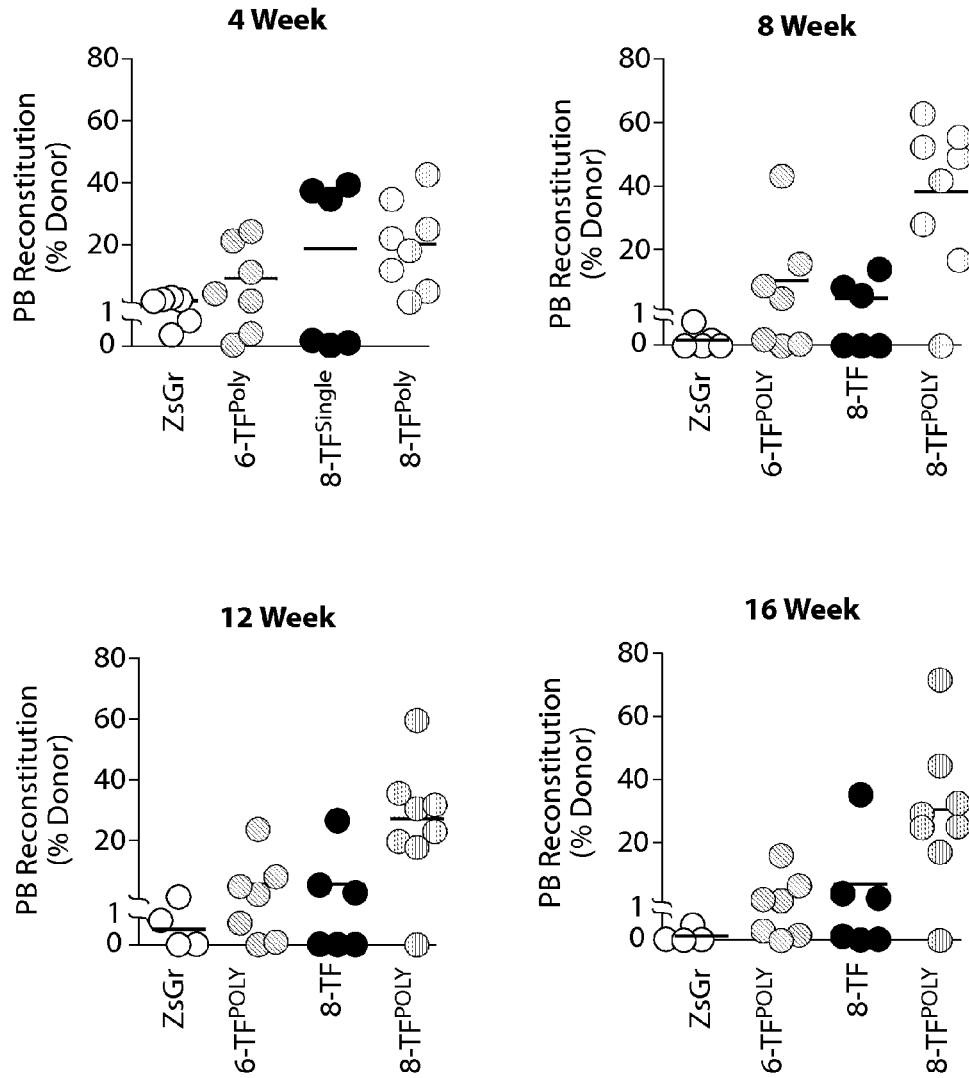 4 Week
PB Reconstitution
(% Donor)
80
60
40
20
1
0
ZsGr
6-TFPoly
8-TFSingle
8-TFPoly
8 Week
PB Reconstitution
(% Donor)
80
60
40
20
1
0
ZsGr
6-TFPOLY
8-TF
8-TFPOLY
12 Week
PB Reconstitution
(% Donor)
80
60
40
20
1
0
ZsGr
6-TFPOLY
8-TF
8-TFPOLY
16 Week
PB Reconstitution
(% Donor)
80
60
40
20
1
0
ZsGr
6-TFPOLY
8-TF
8-TFPOLY